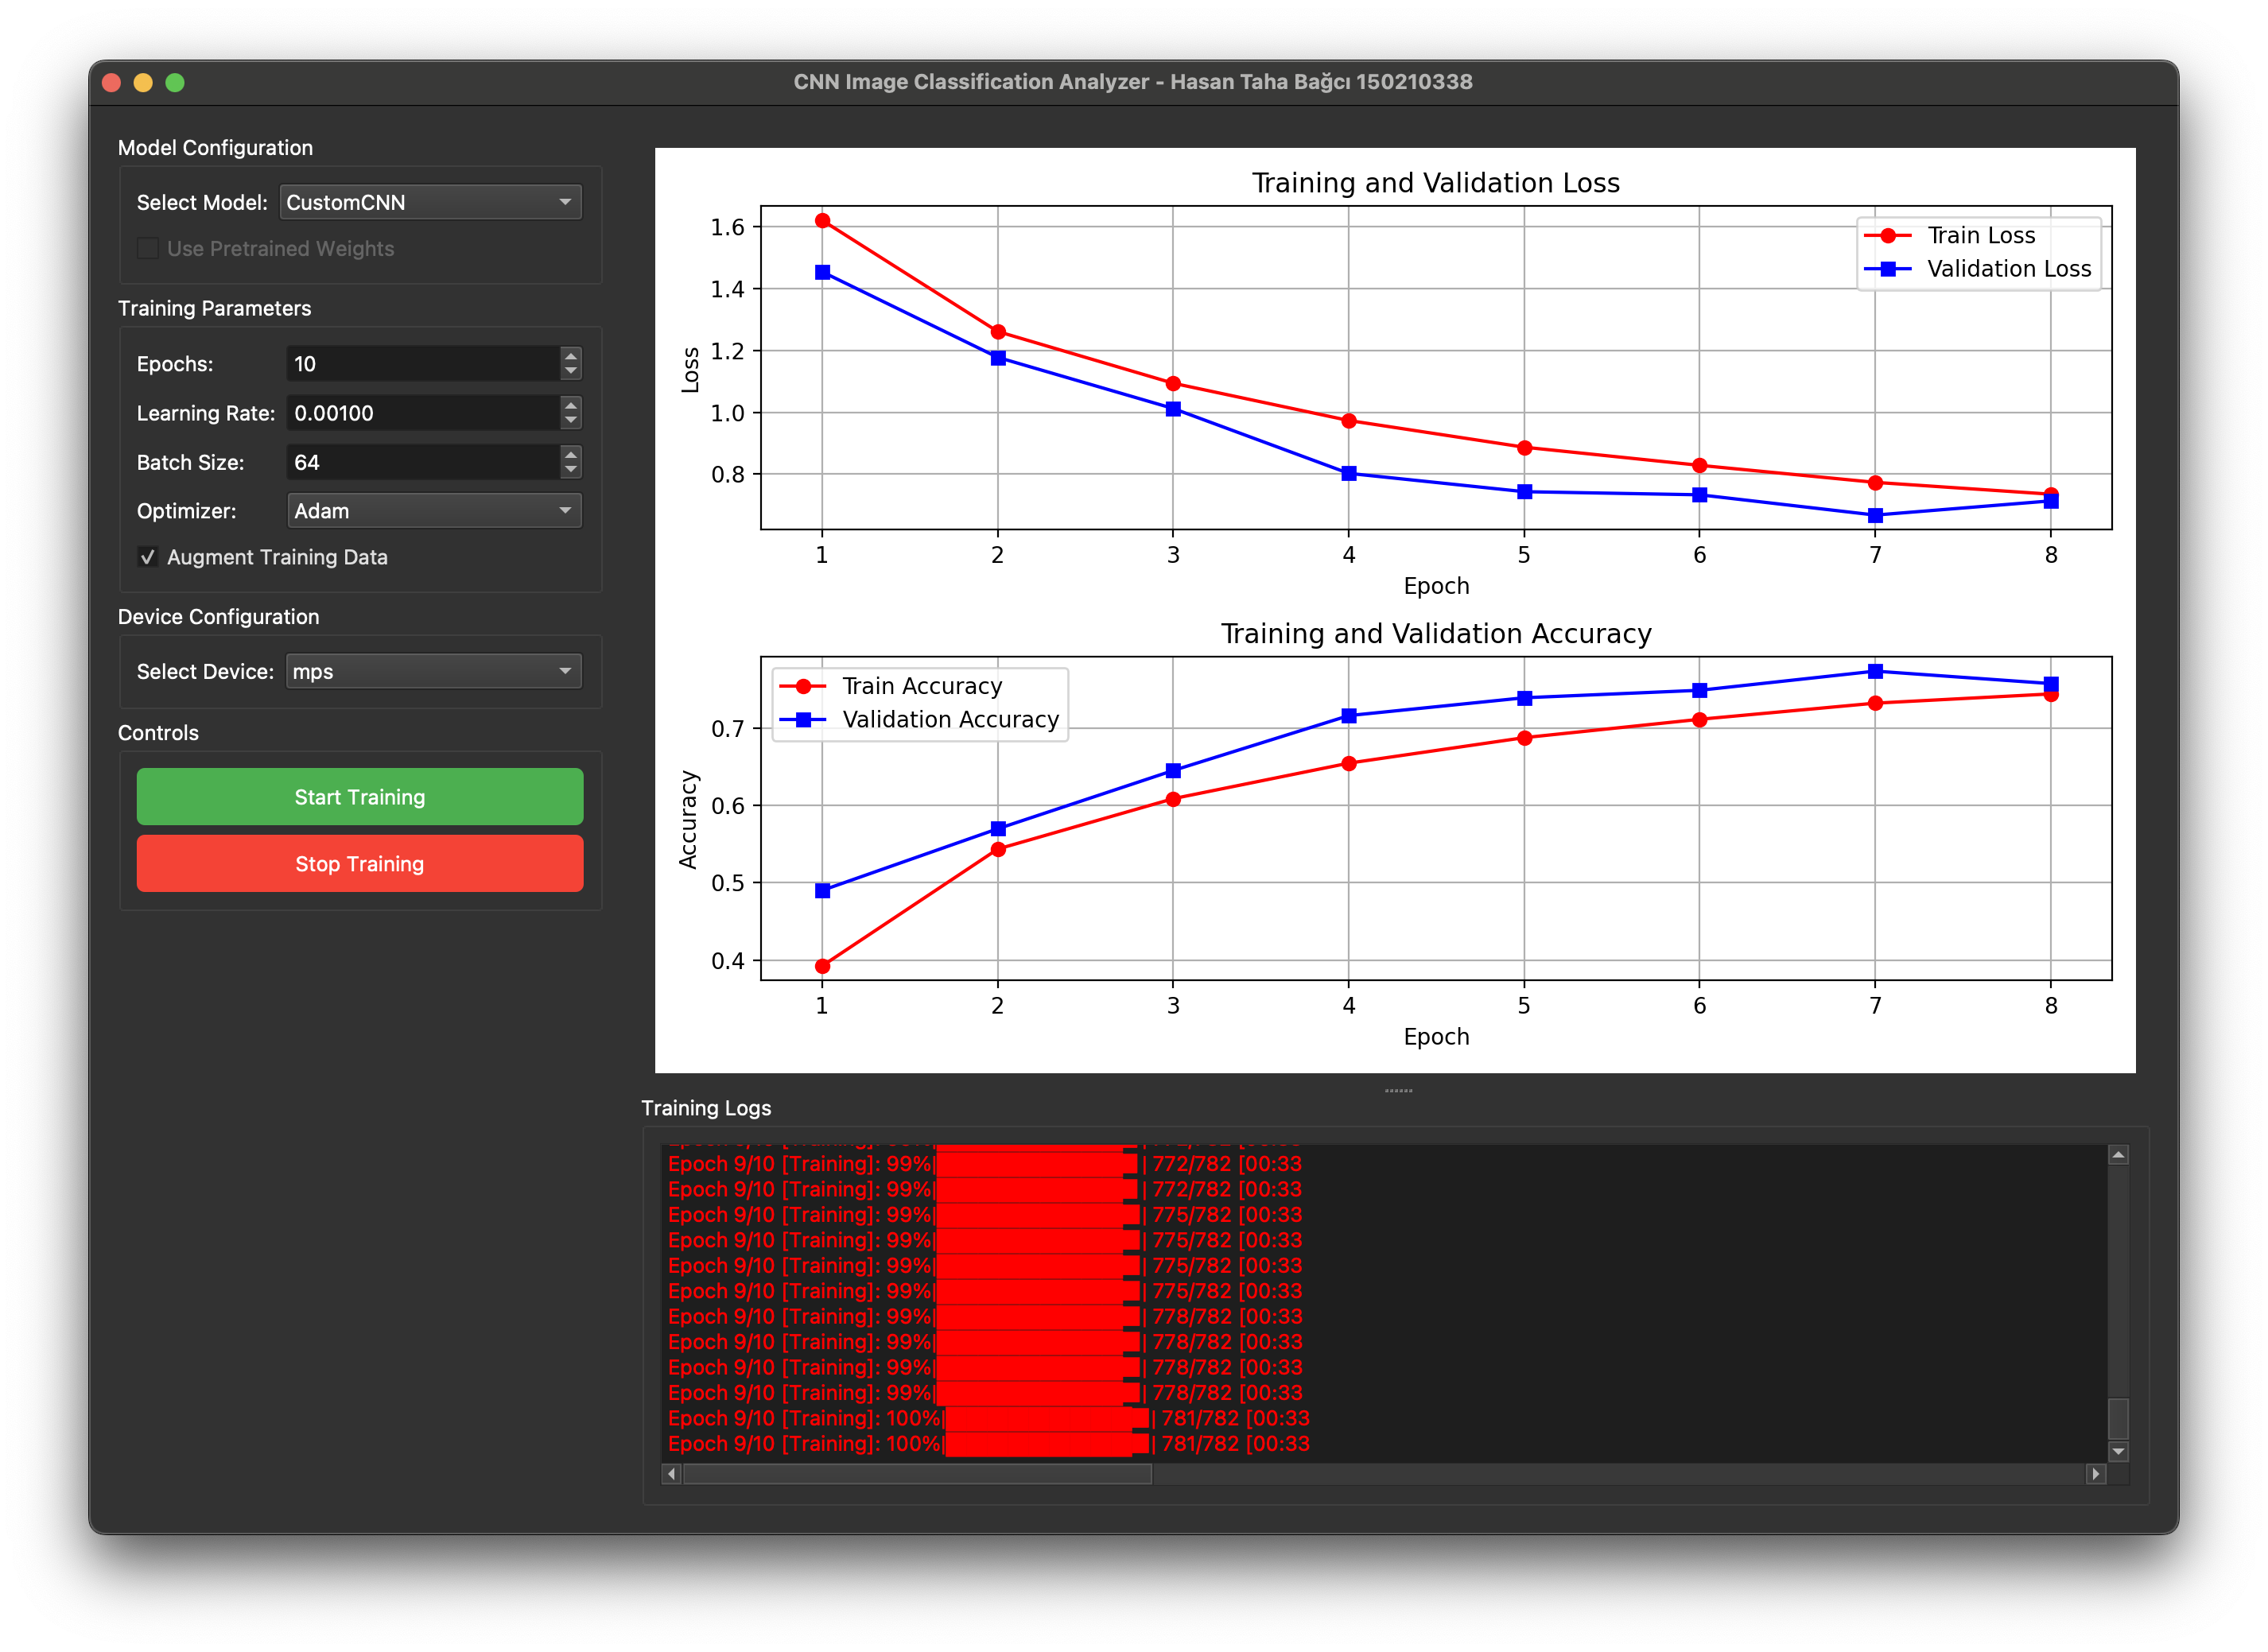 CNN Image Classification Analyzer - Hasan Taha Bağcı 150210338
Model Configuration
Select Model: CustomCNN
Use Pretrained Weights
Training Parameters
Epochs: 10
Learning Rate: 0.00100
Batch Size: 64
Optimizer: Adam
Augment Training Data
Device Configuration
Select Device: mps
Controls
Start Training
Stop Training
Training and Validation Loss
Train Loss
Validation Loss
1.6
1.4
1.2
1.0
0.8
Loss
1 2 3 4 5 6 7 8
Epoch
Training and Validation Accuracy
Train Accuracy
Validation Accuracy
0.7
0.6
0.5
0.4
Accuracy
1 2 3 4 5 6 7 8
Epoch
Training Logs
Epoch 9/10 [Training]: 99%| | 772/782 [00:33
Epoch 9/10 [Training]: 99%| | 772/782 [00:33
Epoch 9/10 [Training]: 99%| | 775/782 [00:33
Epoch 9/10 [Training]: 99%| | 775/782 [00:33
Epoch 9/10 [Training]: 99%| | 775/782 [00:33
Epoch 9/10 [Training]: 99%| | 775/782 [00:33
Epoch 9/10 [Training]: 99%| | 778/782 [00:33
Epoch 9/10 [Training]: 99%| | 778/782 [00:33
Epoch 9/10 [Training]: 99%| | 778/782 [00:33
Epoch 9/10 [Training]: 99%| | 778/782 [00:33
Epoch 9/10 [Training]: 100%| | 781/782 [00:33
Epoch 9/10 [Training]: 100%| | 781/782 [00:33